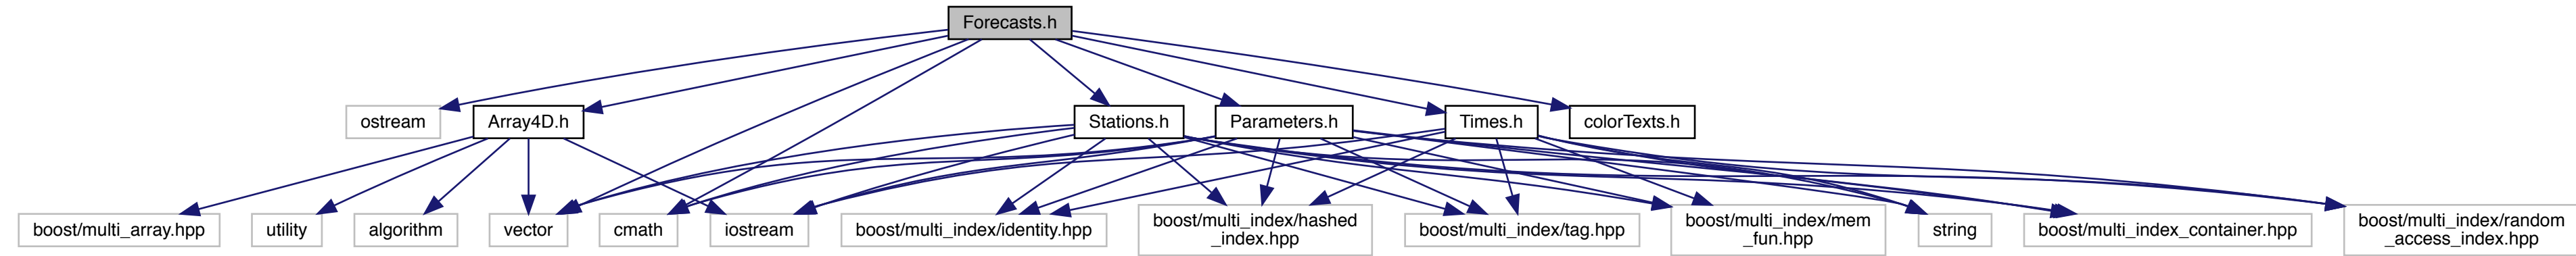 Forecasts.h
ostream
Array4D.h
Stations.h
Parameters.h
Times.h
colorTexts.h
boost/multi_array.hpp
utility
algorithm
vector
cmath
iostream
boost/multi_index/identity.hpp
boost/multi_index/hashed
_index.hpp
boost/multi_index/tag.hpp
boost/multi_index/mem
_fun.hpp
string
boost/multi_index_container.hpp
boost/multi_index/random
_access_index.hpp